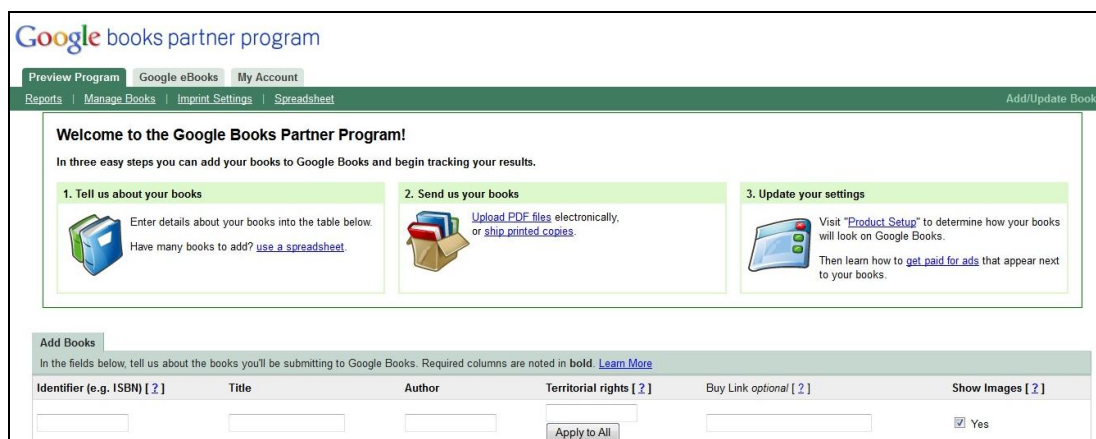 Google books partner program
Preview Program Google eBooks My Account
Reports | Manage Books | Imprint Settings | Spreadsheet Add/Update Book
Welcome to the Google Books Partner Program!
In three easy steps you can add your books to Google Books and begin tracking your results.
1. Tell us about your books
Enter details about your books into the table below.
Have many books to add? use a spreadsheet.
2. Send us your books
Upload PDF files electronically,
or ship printed copies.
3. Update your settings
Visit "Product Setup" to determine how your books
will look on Google Books.
Then learn how to get paid for ads that appear next
to your books.
Add Books
In the fields below, tell us about the books you'll be submitting to Google Books. Required columns are noted in bold. Learn More
Identifier (e.g. ISBN) [ ? ] Title Author Territorial rights [ ? ] Buy Link optional [ ? ] Show Images [ ? ]
Apply to All Yes